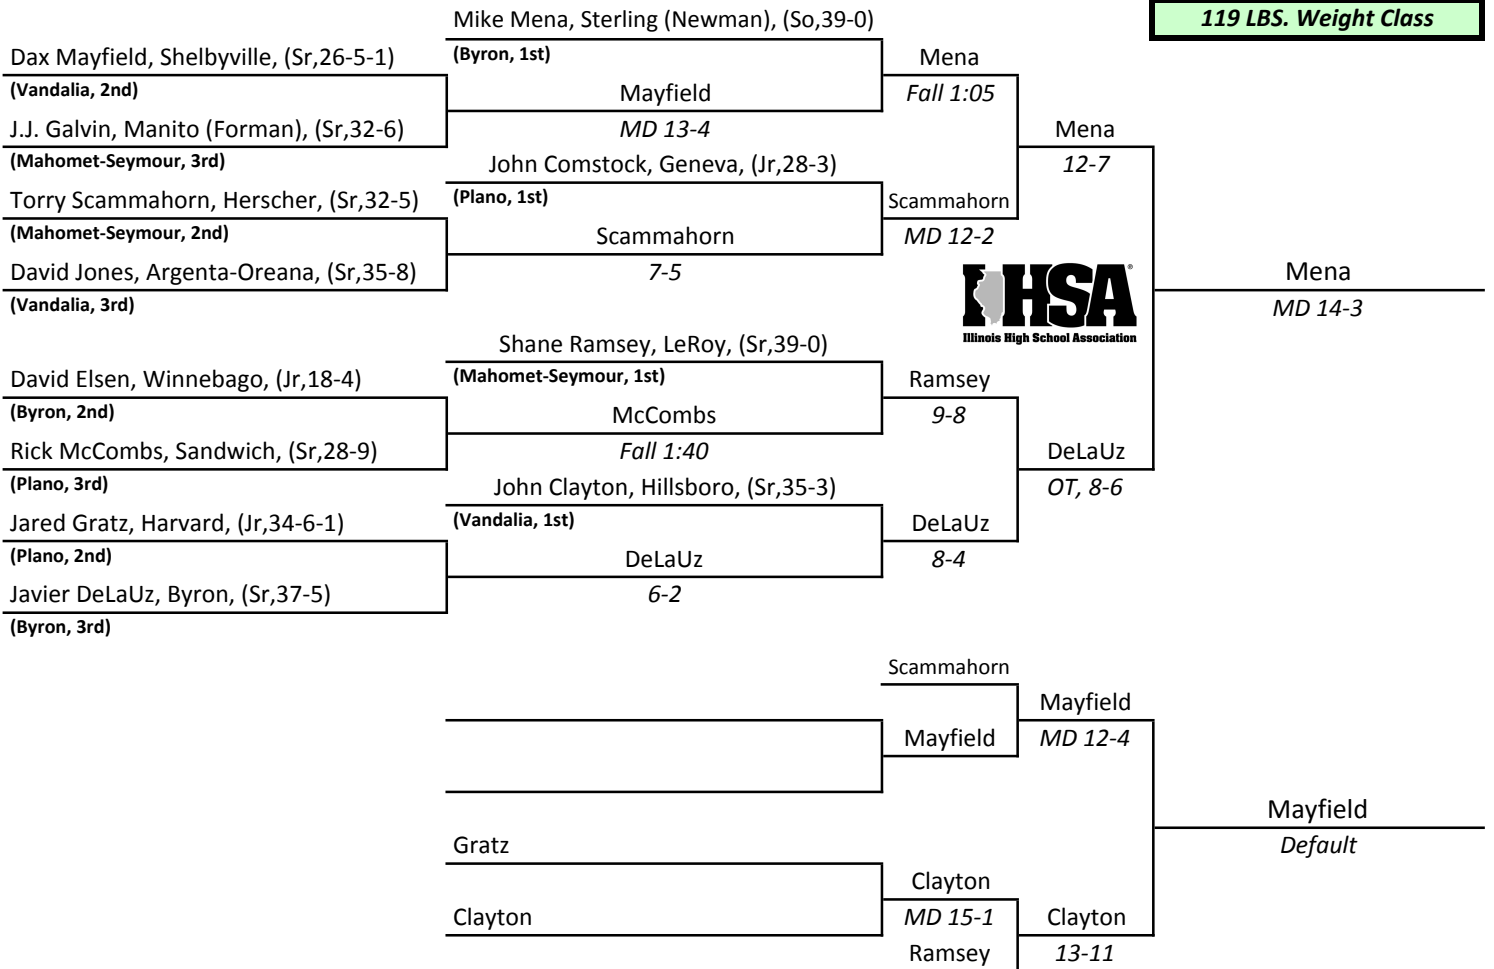 119 LBS. Weight Class
Mike Mena, Sterling (Newman), (So,39-0)
(Byron, 1st)
Dax Mayfield, Shelbyville, (Sr,26-5-1)
(Vandalia, 2nd)
Mayfield
MD 13-4
J.J. Galvin, Manito (Forman), (Sr,32-6)
(Mahomet-Seymour, 3rd)
Mena
Fall 1:05
Mena
12-7
John Comstock, Geneva, (Jr,28-3)
(Plano, 1st)
Torry Scammahorn, Herscher, (Sr,32-5)
(Mahomet-Seymour, 2nd)
Scammahorn
7-5
David Jones, Argenta-Oreana, (Sr,35-8)
(Vandalia, 3rd)
Scammahorn
MD 12-2
IHSA®
Illinois High School Association
Mena
MD 14-3
Shane Ramsey, LeRoy, (Sr,39-0)
(Mahomet-Seymour, 1st)
David Elsen, Winnebago, (Jr,18-4)
(Byron, 2nd)
McCombs
Fall 1:40
Rick McCombs, Sandwich, (Sr,28-9)
(Plano, 3rd)
Ramsey
9-8
DeLaUz
OT, 8-6
John Clayton, Hillsboro, (Sr,35-3)
(Vandalia, 1st)
Jared Gratz, Harvard, (Jr,34-6-1)
(Plano, 2nd)
DeLaUz
6-2
Javier DeLaUz, Byron, (Sr,37-5)
(Byron, 3rd)
DeLaUz
8-4
Scammahorn
Mayfield
Mayfield
MD 12-4
Mayfield
Default
Gratz
Clayton
Clayton
MD 15-1
Ramsey
Clayton
13-11